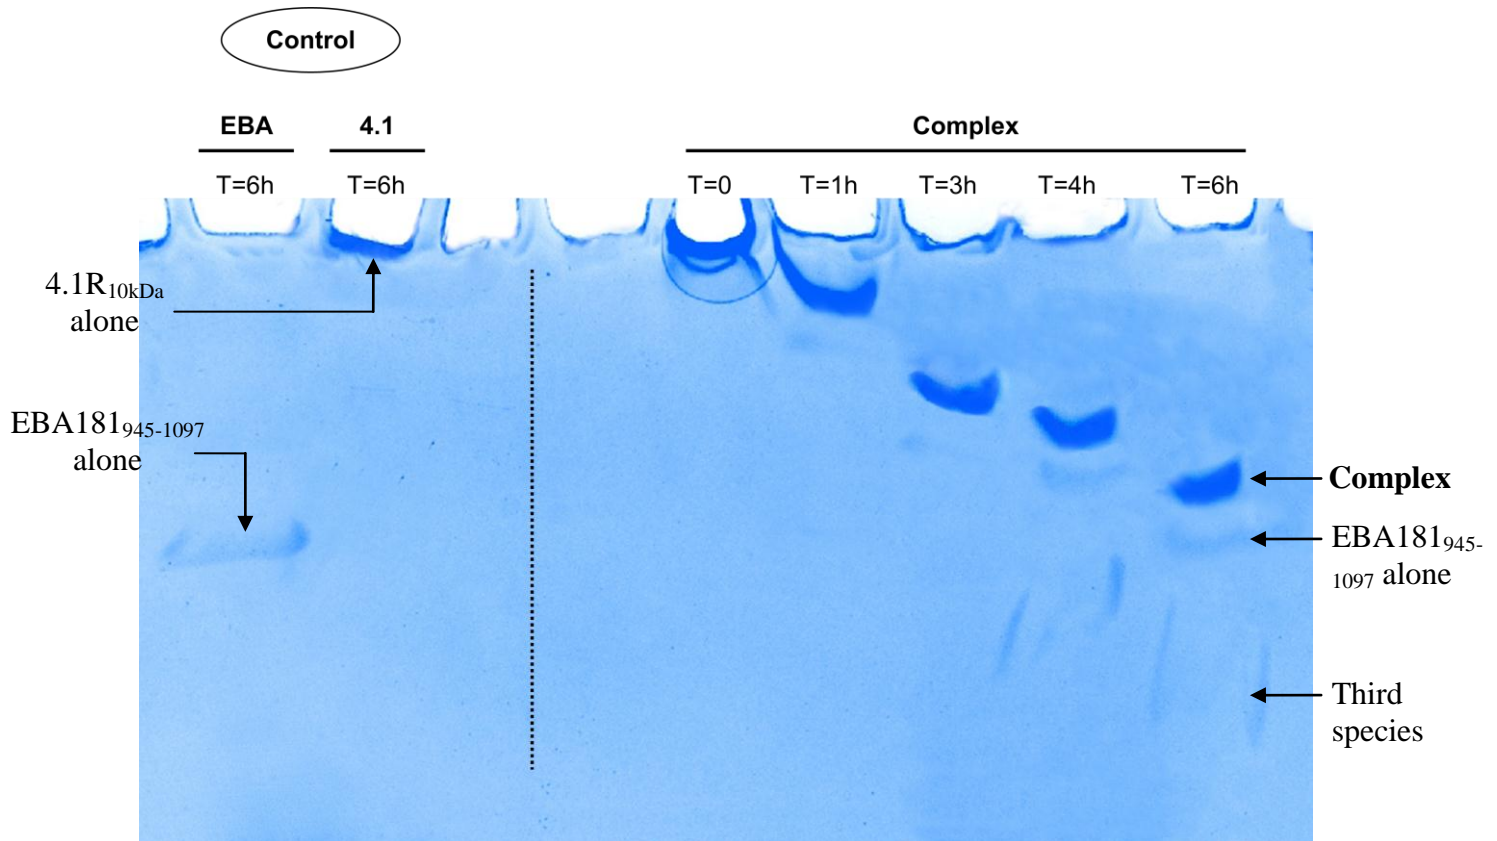 Control
EBA 4.1 Complex
T=6h T=6h T=0 T=1h T=3h T=4h T=6h
4.1R10kDa
alone
EBA181945-1097
alone
Complex
EBA181945-
1097 alone
Third
species